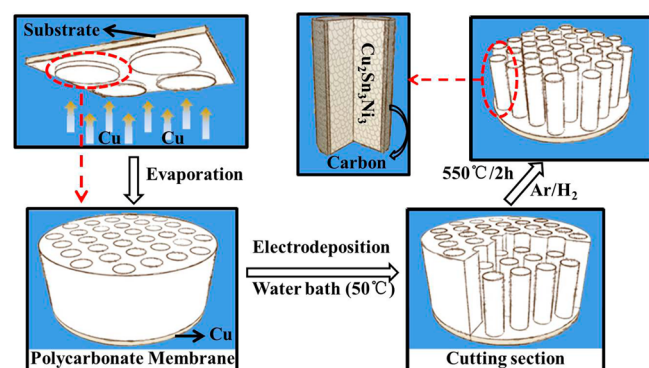 Substrate
Cu
Cu
Evaporation
Cu₂Sn₃Ni₃
Carbon
550℃/2h
Ar/H₂
Electrodeposition
Water bath (50℃)
Cu
Polycarbonate Membrane
Cutting section